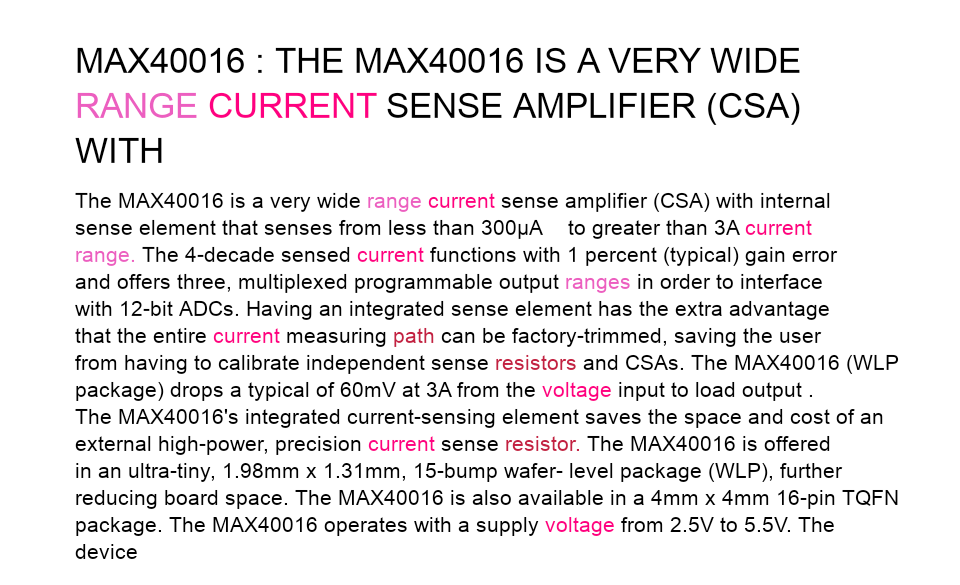 MAX40016 : THE MAX40016 IS A VERY WIDE
RANGE CURRENT SENSE AMPLIFIER (CSA)
WITH
The MAX40016 is a very wide range current sense amplifier (CSA) with internal
sense element that senses from less than 300µA to greater than 3A current
range. The 4-decade sensed current functions with 1 percent (typical) gain error
and offers three, multiplexed programmable output ranges in order to interface
with 12-bit ADCs. Having an integrated sense element has the extra advantage
that the entire current measuring path can be factory-trimmed, saving the user
from having to calibrate independent sense resistors and CSAs. The MAX40016 (WLP
package) drops a typical of 60mV at 3A from the voltage input to load output .
The MAX40016's integrated current-sensing element saves the space and cost of an
external high-power, precision current sense resistor. The MAX40016 is offered
in an ultra-tiny, 1.98mm x 1.31mm, 15-bump wafer- level package (WLP), further
reducing board space. The MAX40016 is also available in a 4mm x 4mm 16-pin TQFN
package. The MAX40016 operates with a supply voltage from 2.5V to 5.5V. The
device